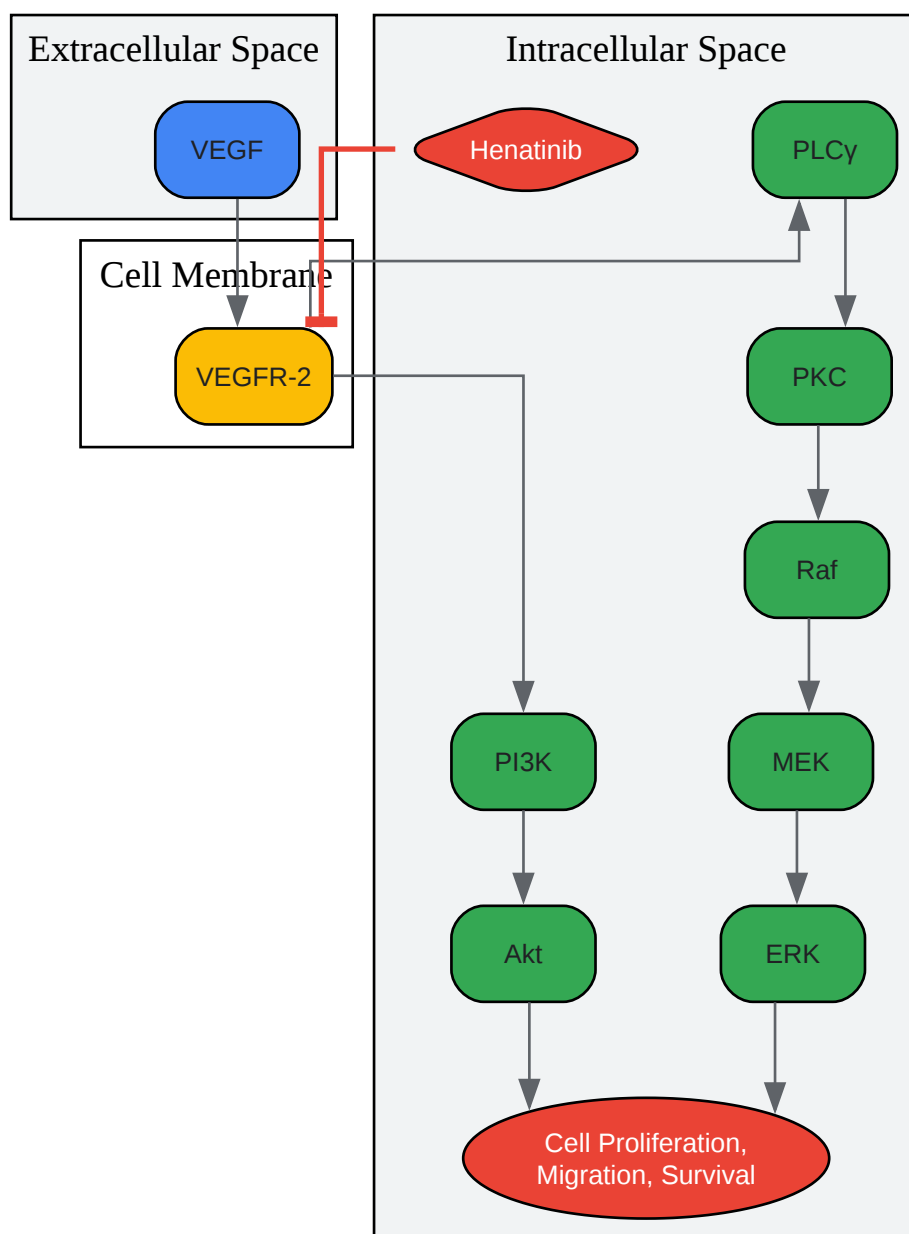 Extracellular Space
Intracellular Space
VEGF
Henatinib
PLCγ
Cell Membrane
VEGFR-2
PKC
Raf
PI3K
MEK
Akt
ERK
Cell Proliferation,
Migration, Survival